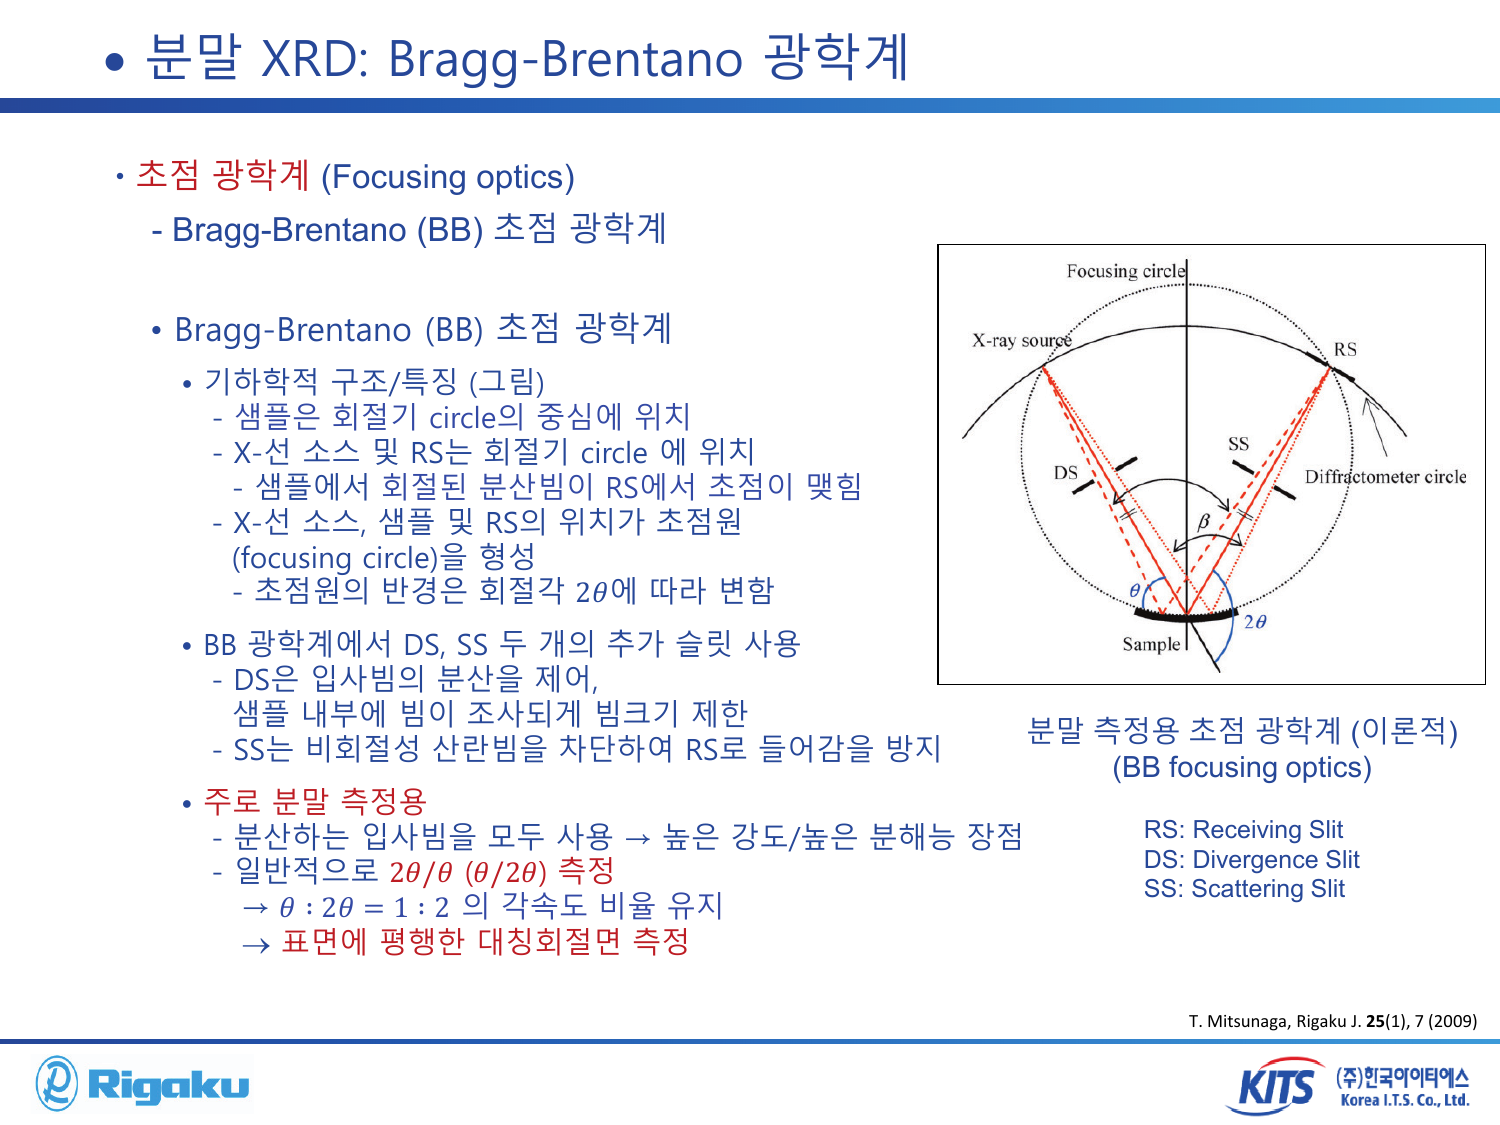 • 분말 XRD: Bragg-Brentano 광학계
• 초점 광학계 (Focusing optics)
- Bragg-Brentano (BB) 초점 광학계
• Bragg-Brentano (BB) 초점 광학계
• 기하학적 구조/특징 (그림)
- 샘플은 회절기 circle의 중심에 위치
- X-선 소스 및 RS는 회절기 circle 에 위치
- 샘플에서 회절된 분산빔이 RS에서 초점이 맺힘
- X-선 소스, 샘플 및 RS의 위치가 초점원
(focusing circle)을 형성
- 초점원의 반경은 회절각 2θ에 따라 변함
• BB 광학계에서 DS, SS 두 개의 추가 슬릿 사용
- DS은 입사빔의 분산을 제어,
샘플 내부에 빔이 조사되게 빔크기 제한
- SS는 비회절성 산란빔을 차단하여 RS로 들어감을 방지
• 주로 분말 측정용
- 분산하는 입사빔을 모두 사용 → 높은 강도/높은 분해능 장점
- 일반적으로 2θ/θ (θ/2θ) 측정
→ θ : 2θ = 1 : 2 의 각속도 비율 유지
→ 표면에 평행한 대칭회절면 측정
Focusing circle
X-ray source
RS
SS
DS
Diffractometer circle
β
θ
2θ
Sample
분말 측정용 초점 광학계 (이론적)
(BB focusing optics)
RS: Receiving Slit
DS: Divergence Slit
SS: Scattering Slit
T. Mitsunaga, Rigaku J. 25(1), 7 (2009)
Rigaku
KITS
(주)한국아이티에스
Korea I.T.S. Co., Ltd.